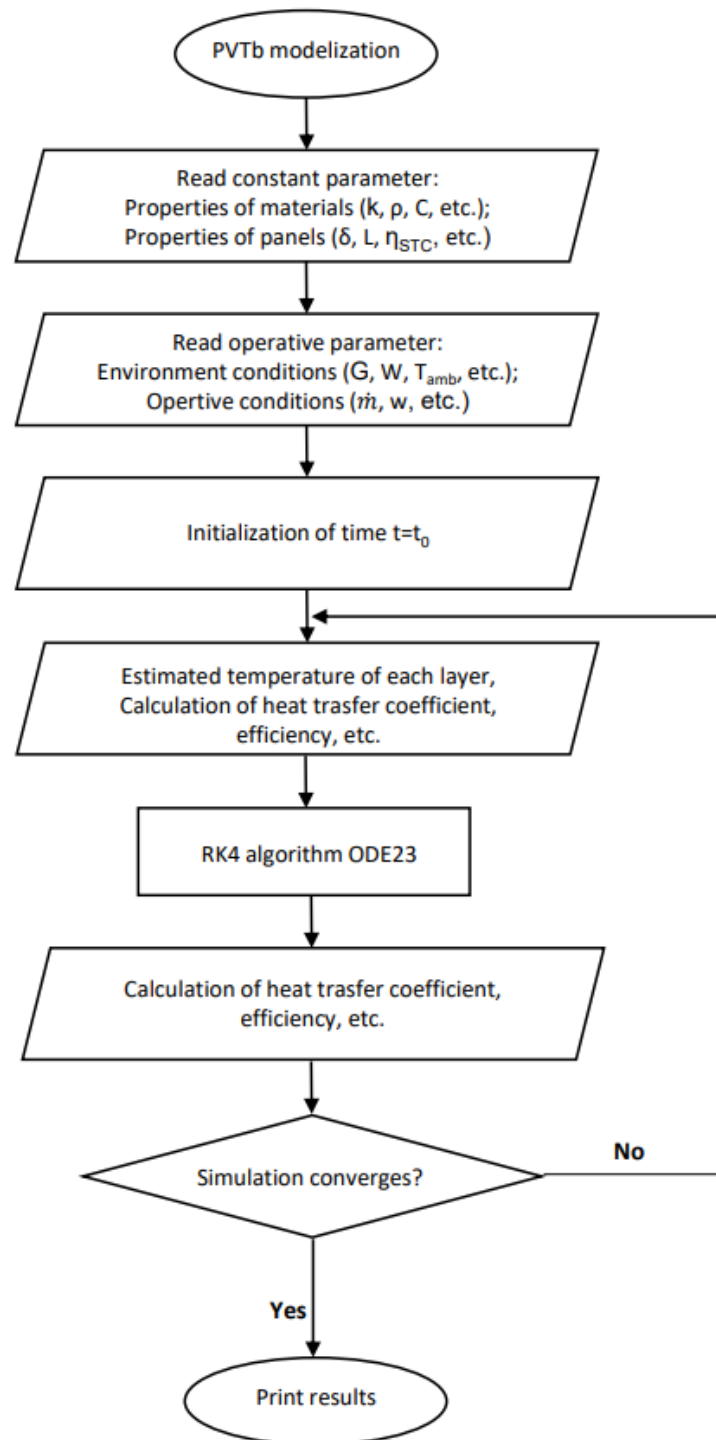 PVTb modelization
Read constant parameter:
Properties of materials (k, ρ, C, etc.);
Properties of panels (δ, L, η_STC, etc.)
Read operative parameter:
Environment conditions (G, W, T_amb, etc.);
Opertive conditions (ṁ, w, etc.)
Initialization of time t=t₀
Estimated temperature of each layer,
Calculation of heat trasfer coefficient,
efficiency, etc.
RK4 algorithm ODE23
Calculation of heat trasfer coefficient,
efficiency, etc.
Simulation converges?
No
Yes
Print results